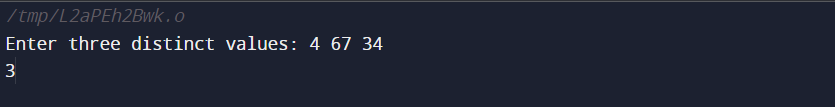 /tmp/L2aPEh2Bwk.o
Enter three distinct values: 4 67 34
3